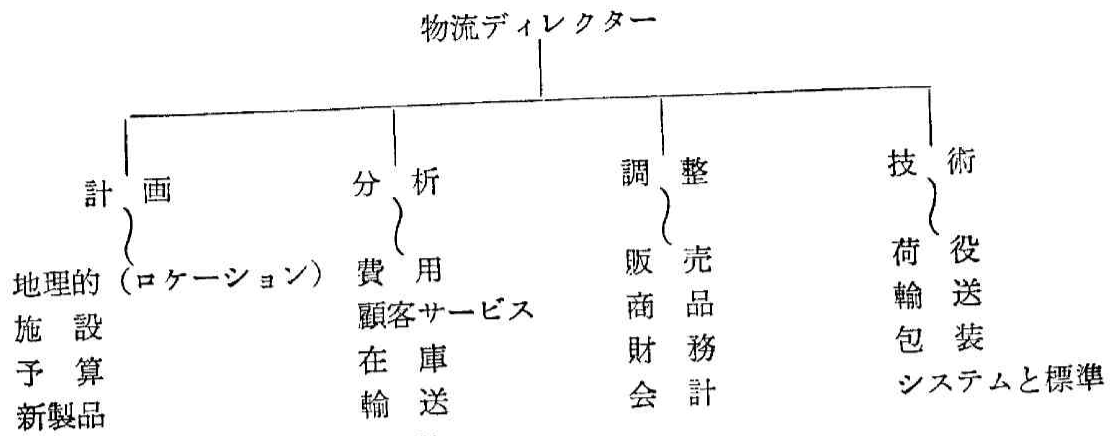 物流ディレクター
計画
地理的（ロケーション）
施設
予算
新製品
分析
費用
顧客サービス
在庫
輸送
調整
販売
商品
財務
会計
技術
荷役
輸送
包装
システムと標準